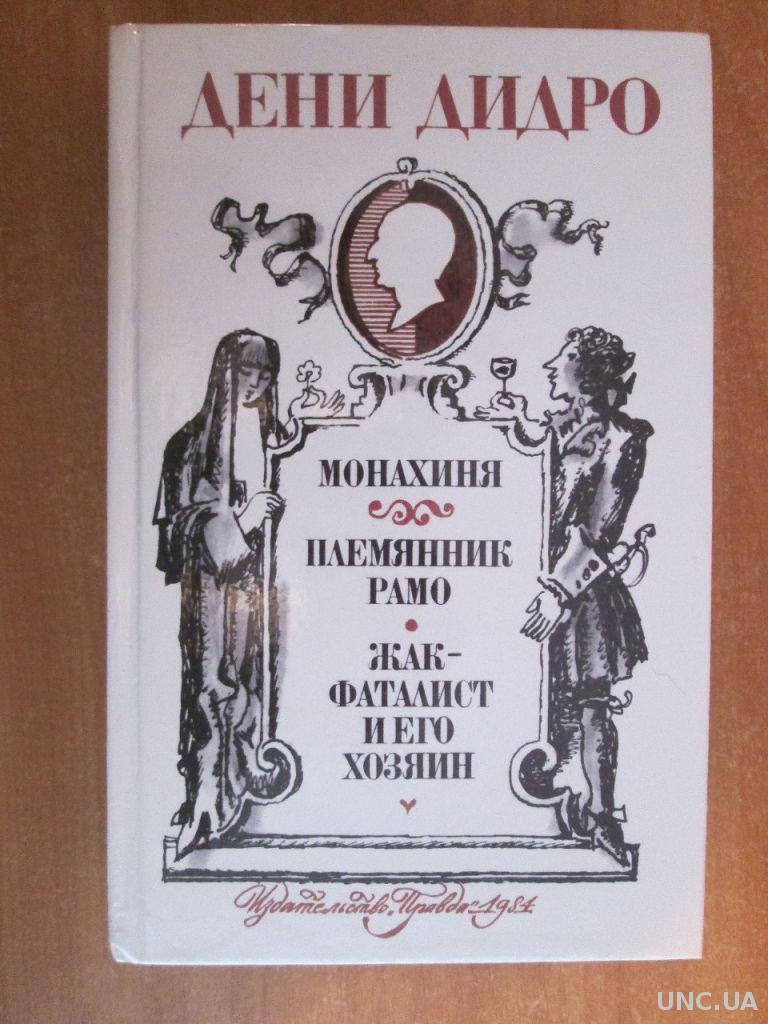 ДЕНИ ДИДРО
МОНАХИНЯ
ПЛЕМЯННИК
РАМО
ЖАК-
ФАТАЛИСТ
И ЕГО
ХОЗЯИН
Издательство „Правда" 1984
UNC.UA